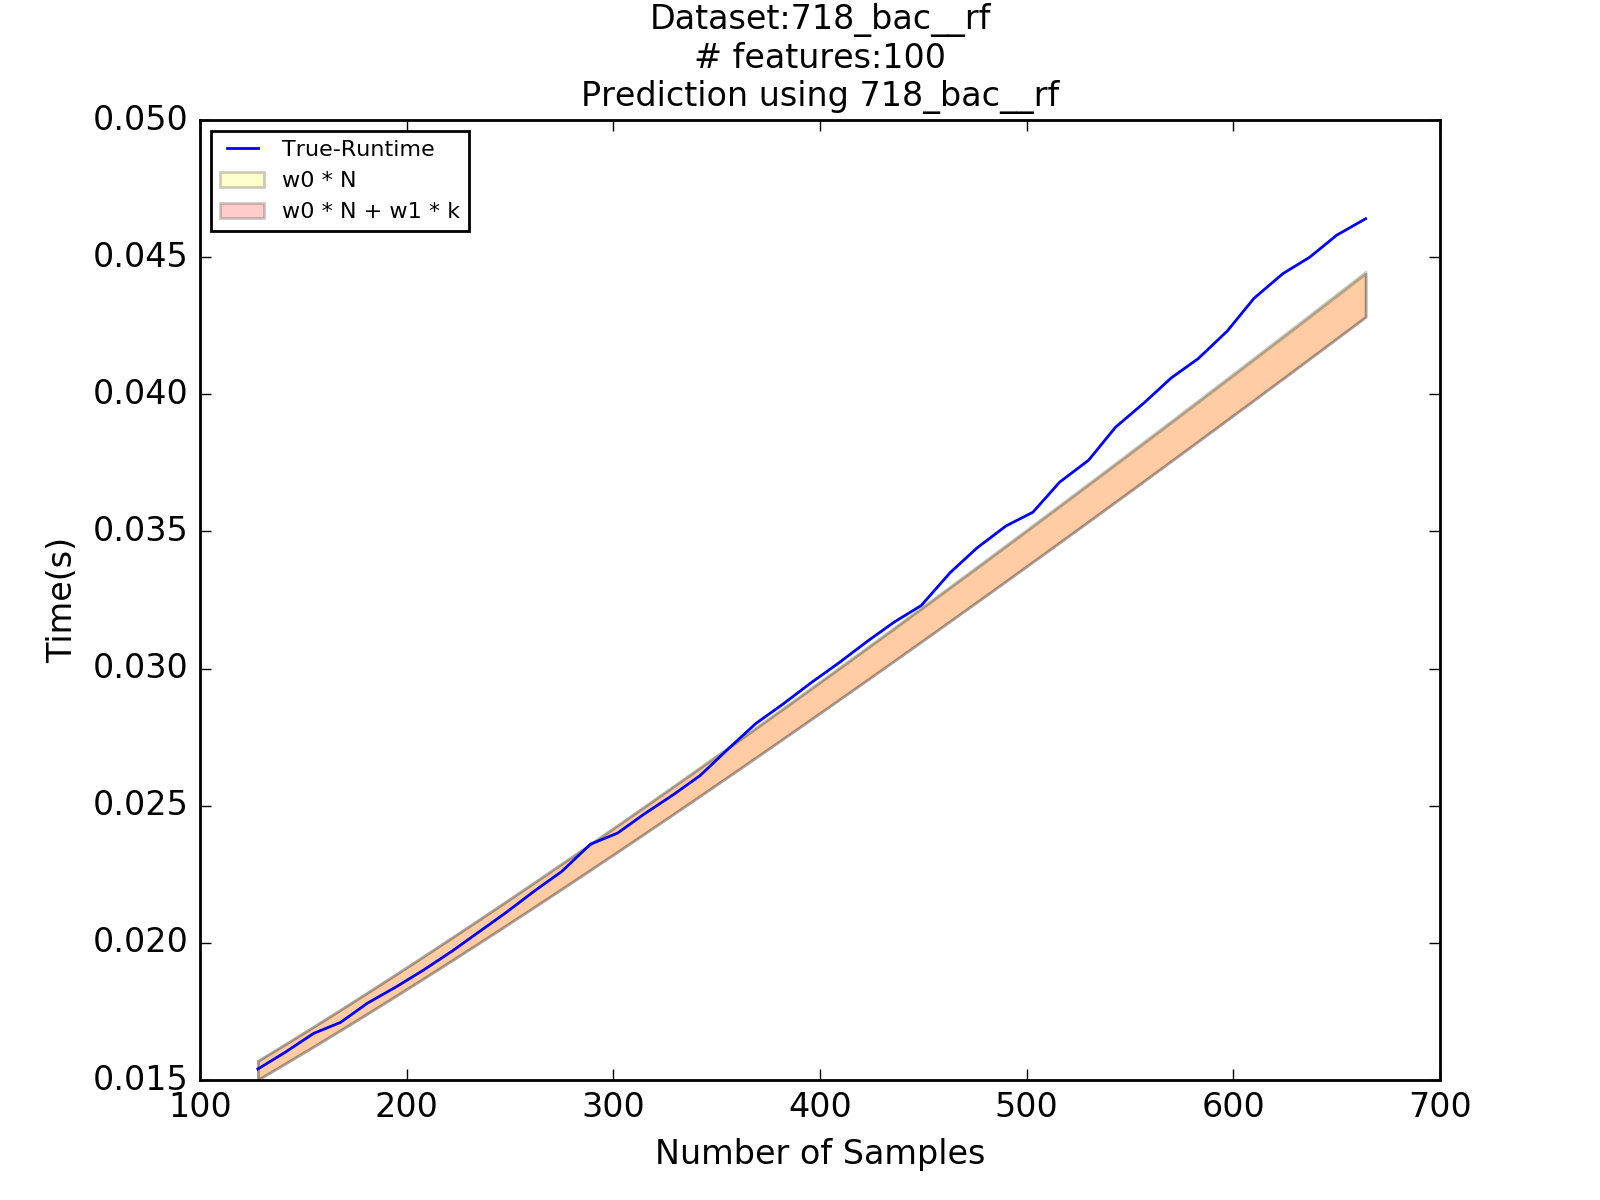 Dataset:718_bac__rf
# features:100
Prediction using 718_bac__rf
0.050
0.045
0.040
0.035
0.030
0.025
0.020
0.015
Time(s)
True-Runtime
w0 * N
w0 * N + w1 * k
100 200 300 400 500 600 700
Number of Samples